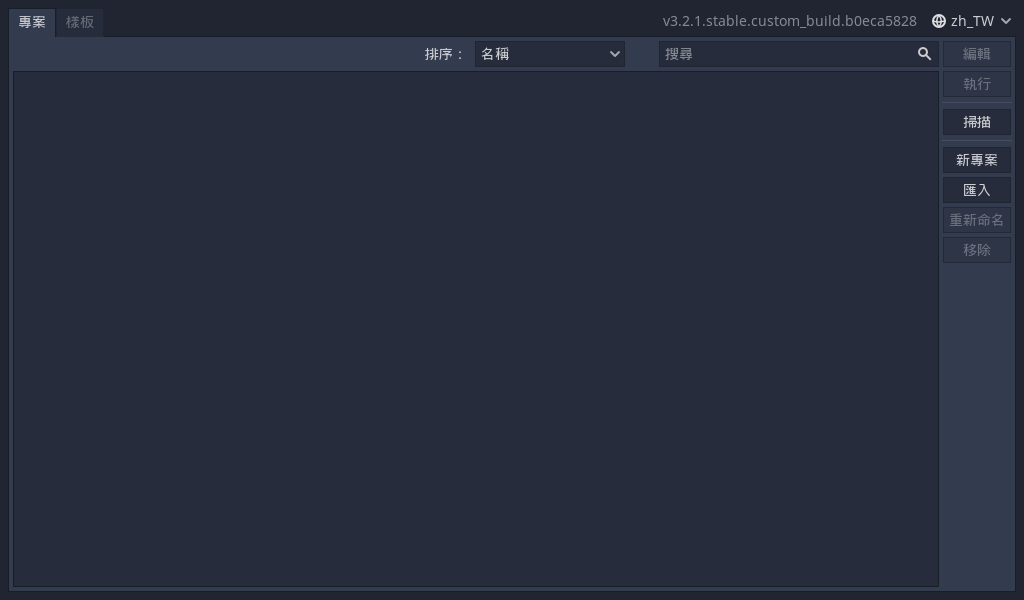 專案 樣板 v3.2.1.stable.custom_build.b0eca5828 zh_TW
排序： 名稱 搜尋 編輯
執行
掃描
新專案
匯入
重新命名
移除